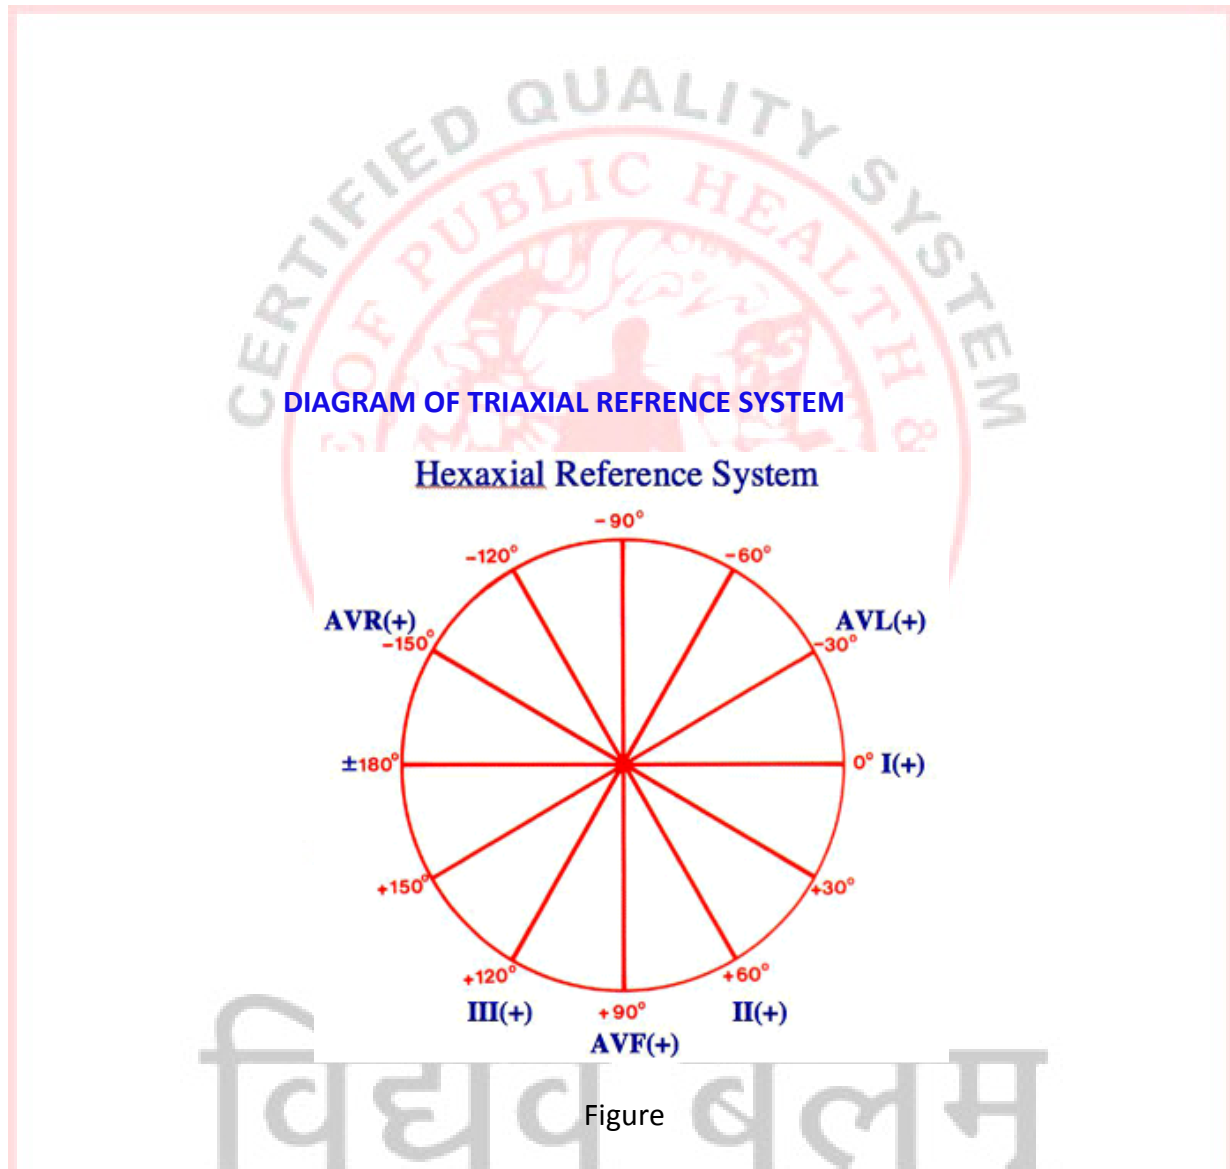 CERTIFIED QUALITY SYSTEM
OF PUBLIC HEALTH &
DIAGRAM OF TRIAXIAL REFRENCE SYSTEM
Hexaxial Reference System
−90°
−120° −60°
AVR(+) AVL(+)
−150° −30°
±180° 0° I(+)
+150° +30°
+120° +60°
III(+) +90° II(+)
AVF(+)
विद्यव बलम
Figure